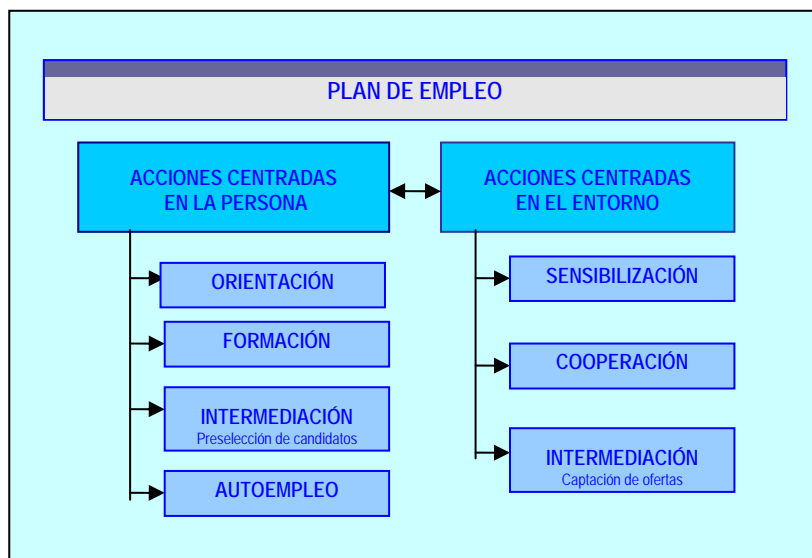 PLAN DE EMPLEO
ACCIONES CENTRADAS
EN LA PERSONA
ORIENTACIÓN
FORMACIÓN
INTERMEDIACIÓN
Preselección de candidatos
AUTOEMPLEO
ACCIONES CENTRADAS
EN EL ENTORNO
SENSIBILIZACIÓN
COOPERACIÓN
INTERMEDIACIÓN
Captación de ofertas